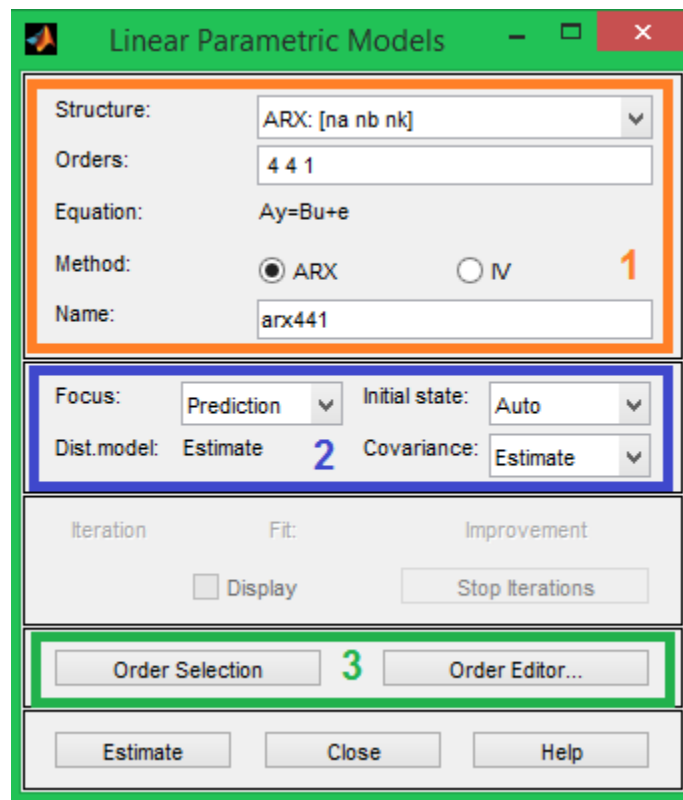 Linear Parametric Models
Structure: ARX: [na nb nk]
Orders: 4 4 1
Equation: Ay=Bu+e
Method: ARX IV 1
Name: arx441
Focus: Prediction Initial state: Auto
Dist.model: Estimate 2 Covariance: Estimate
Iteration Fit: Improvement
Display Stop Iterations
Order Selection 3 Order Editor...
Estimate Close Help